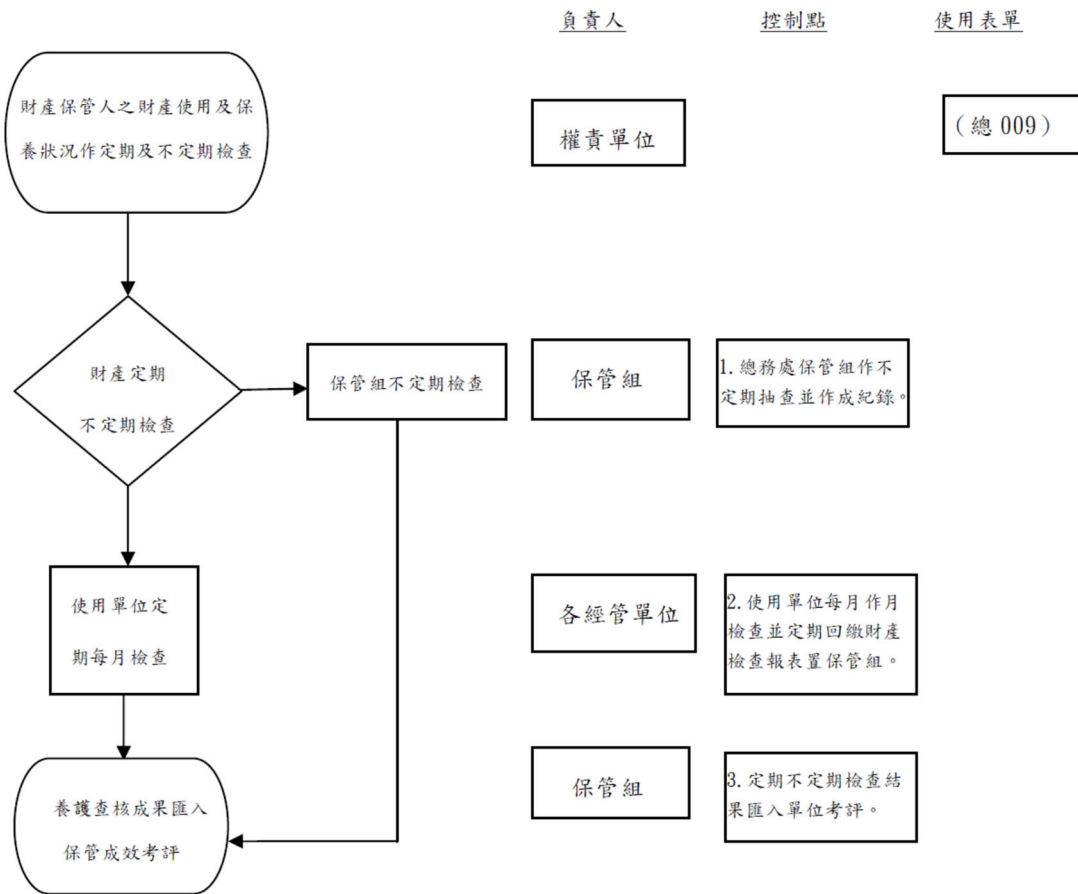 負責人
控制點
使用表單
財產保管人之財產使用及保
養狀況作定期及不定期檢查
權責單位
(總 009)
財產定期
不定期檢查
保管組不定期檢查
保管組
1.總務處保管組作不
定期抽查並作成紀錄。
使用單位定
期每月檢查
各經管單位
2.使用單位每月作月
檢查並定期回繳財產
檢查報表置保管組。
養護查核成果匯入
保管成效考評
保管組
3.定期不定期檢查結
果匯入單位考評。